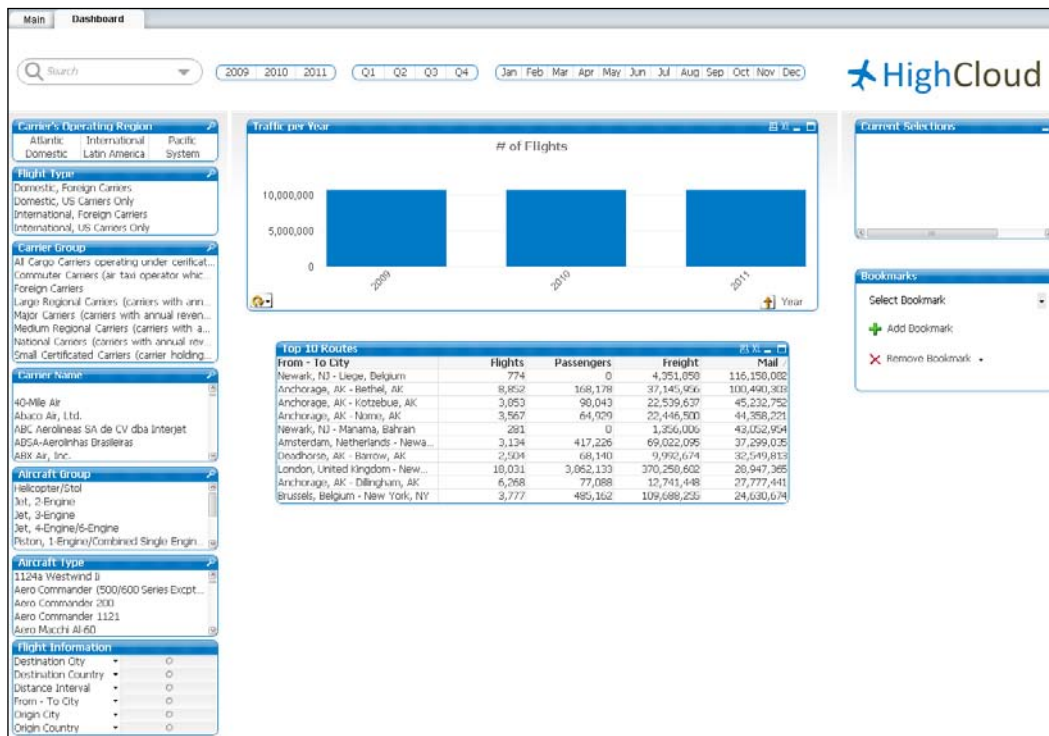 Main Dashboard
Search
2009 2010 2011
Q1 Q2 Q3 Q4
Jan Feb Mar Apr May Jun Jul Aug Sep Oct Nov Dec
HighCloud
Carrier's Operating Region
Atlantic International Pacific
Domestic Latin America System
Flight Type
Domestic, Foreign Carriers
Domestic, US Carriers Only
International, Foreign Carriers
International, US Carriers Only
Carrier Group
All Cargo Carriers operating under cerificat...
Commuter Carriers (air taxi operator whic...
Foreign Carriers
Large Regional Carriers (carriers with ann...
Major Carriers (carriers with annual reven...
Medium Regional Carriers (carriers with a...
National Carriers (carriers with annual rev...
Small Certificated Carriers (carrier holding...
Carrier Name
40-Mile Air
Abaco Air, Ltd.
ABC Aerolineas SA de CV dba Interjet
ABSA-Aerolinhas Brasileiras
ABX Air, Inc.
Aircraft Group
Helicopter/Stol
Jet, 2-Engine
Jet, 3-Engine
Jet, 4-Engine/6-Engine
Piston, 1-Engine/Combined Single Engin...
Aircraft Type
1124a Westwind Ii
Aero Commander (500/600 Series Excpt...
Aero Commander 200
Aero Commander 1121
Aero Macchi Al-60
Flight Information
Destination City
Destination Country
Distance Interval
From - To City
Origin City
Origin Country
Traffic per Year XL
# of Flights
10,000,000
5,000,000
0
2009 2010 2011
Year
Top 10 Routes XL
From - To City Flights Passengers Freight Mail
Newark, NJ - Liege, Belgium 774 0 4,351,858 116,158,082
Anchorage, AK - Bethel, AK 8,852 168,178 37,145,956 100,490,303
Anchorage, AK - Kotzebue, AK 3,853 98,043 22,539,637 45,232,752
Anchorage, AK - Nome, AK 3,567 64,929 22,446,500 44,358,221
Newark, NJ - Manama, Bahrain 281 0 1,356,006 43,052,954
Amsterdam, Netherlands - Newa... 3,134 417,226 69,022,095 37,299,035
Deadhorse, AK - Barrow, AK 2,504 68,140 9,992,674 32,549,813
London, United Kingdom - New... 18,031 3,062,133 370,258,602 28,947,365
Anchorage, AK - Dillingham, AK 6,268 77,088 12,741,448 27,777,441
Brussels, Belgium - New York, NY 3,777 485,162 109,688,255 24,630,674
Current Selections
Bookmarks
Select Bookmark
Add Bookmark
Remove Bookmark